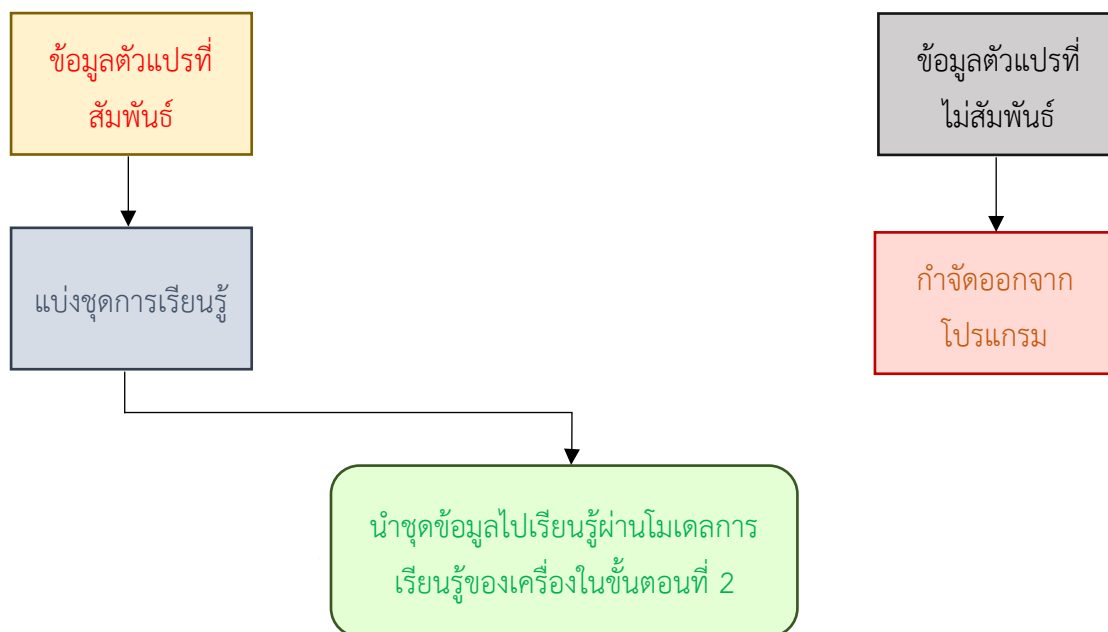 ข้อมูลตัวแปรที่
สัมพันธ์
ข้อมูลตัวแปรที่
ไม่สัมพันธ์
แบ่งชุดการเรียนรู้
กำจัดออกจาก
โปรแกรม
นำชุดข้อมูลไปเรียนรู้ผ่านโมเดลการ
เรียนรู้ของเครื่องในขั้นตอนที่ 2